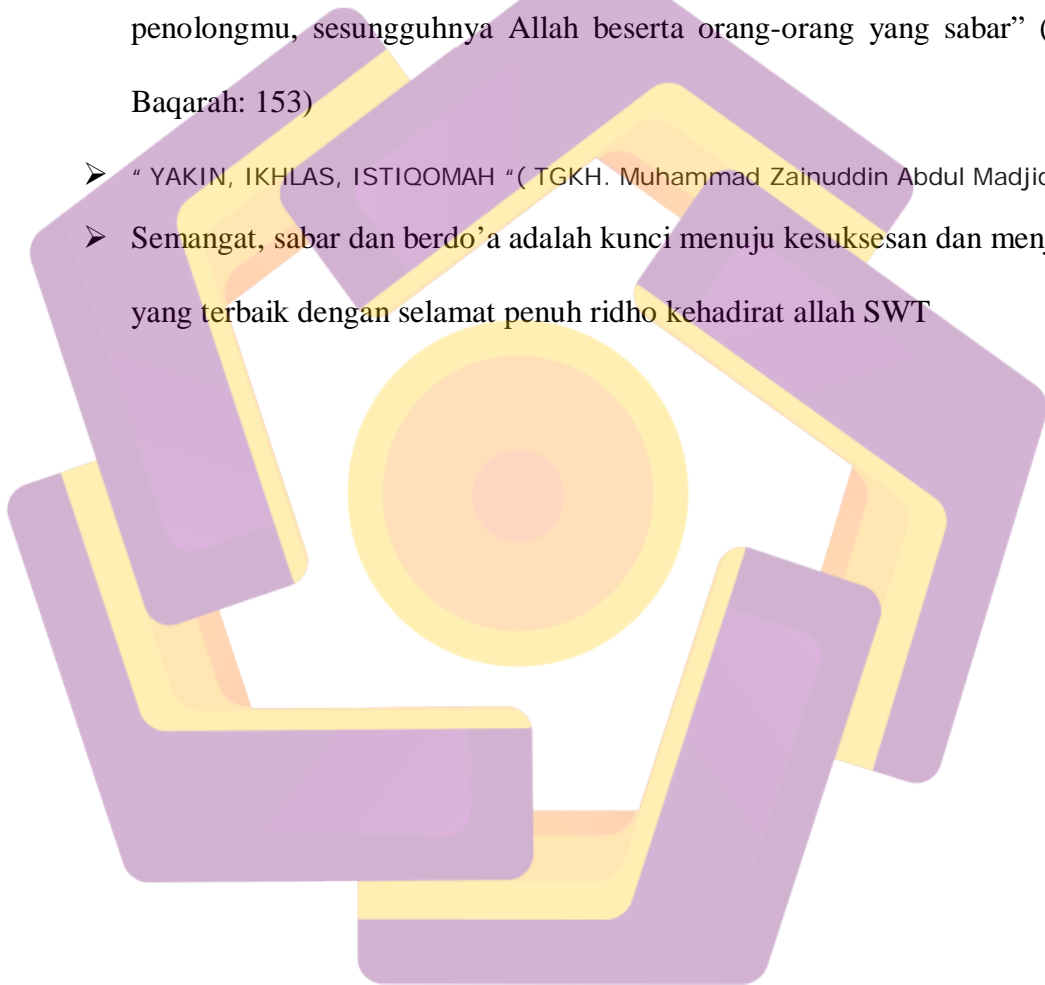 penolongmu, sesungguhnya Allah beserta orang-orang yang sabar” (
Baqarah: 153)
➢ “ YAKIN, IKHLAS, ISTIQOMAH “( TGKH. Muhammad Zainuddin Abdul Madjid
➢ Semangat, sabar dan berdo’a adalah kunci menuju kesuksesan dan
yang terbaik dengan selamat penuh ridho kehadirat allah SWT